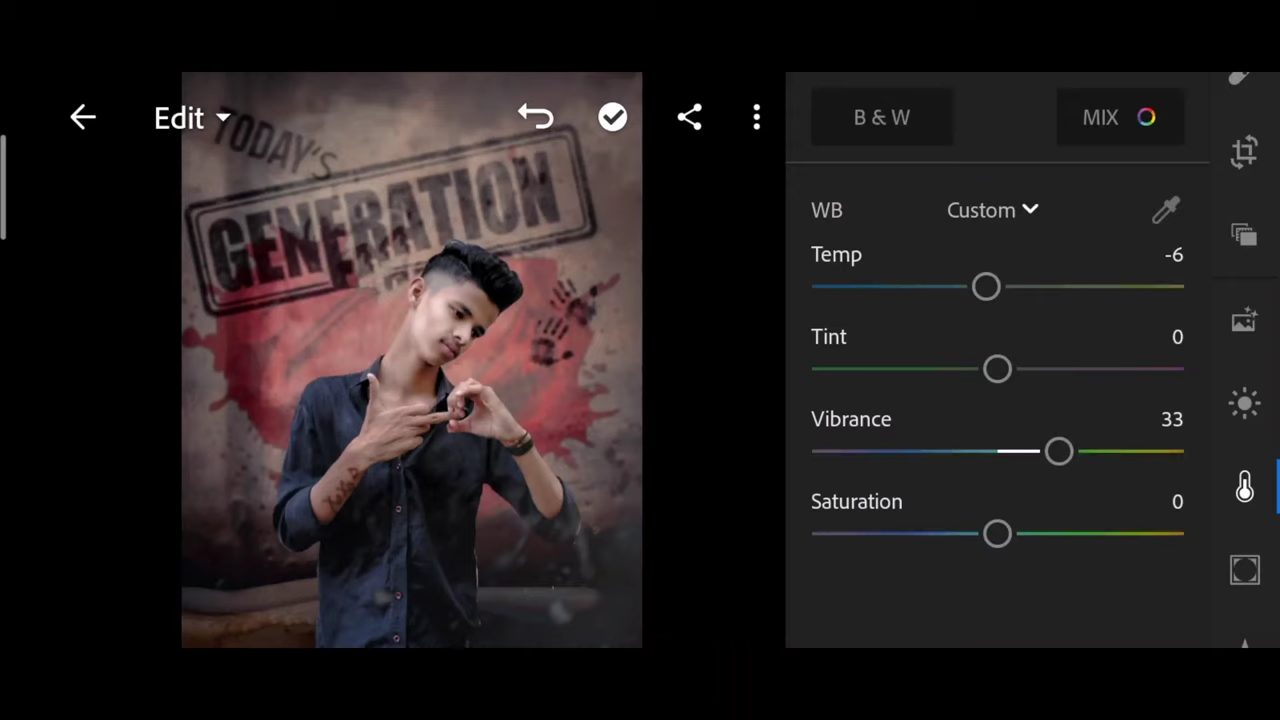 Edit
B & W
MIX
TODAY'S
GENERATION
WB
Custom
Temp
-6
Tint
0
Vibrance
33
Saturation
0